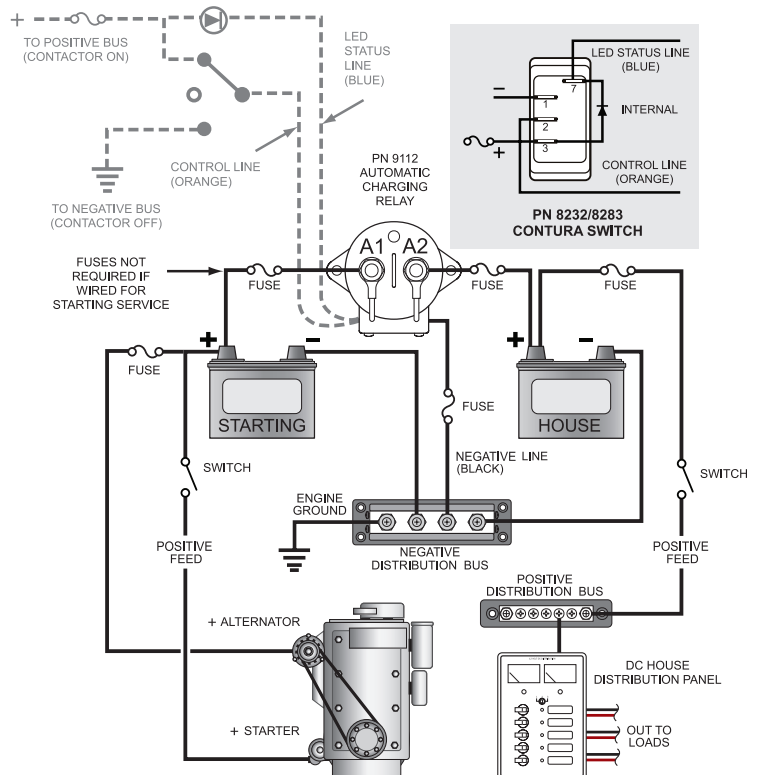 +
TO POSITIVE BUS
(CONTACTOR ON)
LED
STATUS
LINE
(BLUE)
CONTROL LINE
(ORANGE)
TO NEGATIVE BUS
(CONTACTOR OFF)
LED STATUS LINE
(BLUE)
7
–
1
INTERNAL
2
3
+
CONTROL LINE
(ORANGE)
PN 8232/8283
CONTURA SWITCH
PN 9112
AUTOMATIC
CHARGING
RELAY
A1 A2
FUSES NOT
REQUIRED IF
WIRED FOR
STARTING SERVICE
FUSE
FUSE
FUSE
+ –
+ –
FUSE
STARTING
FUSE
HOUSE
SWITCH
NEGATIVE LINE
(BLACK)
SWITCH
ENGINE
GROUND
POSITIVE
FEED
NEGATIVE
DISTRIBUTION BUS
POSITIVE
FEED
POSITIVE
DISTRIBUTION BUS
+ ALTERNATOR
DC HOUSE
DISTRIBUTION PANEL
+ STARTER
OUT TO
LOADS